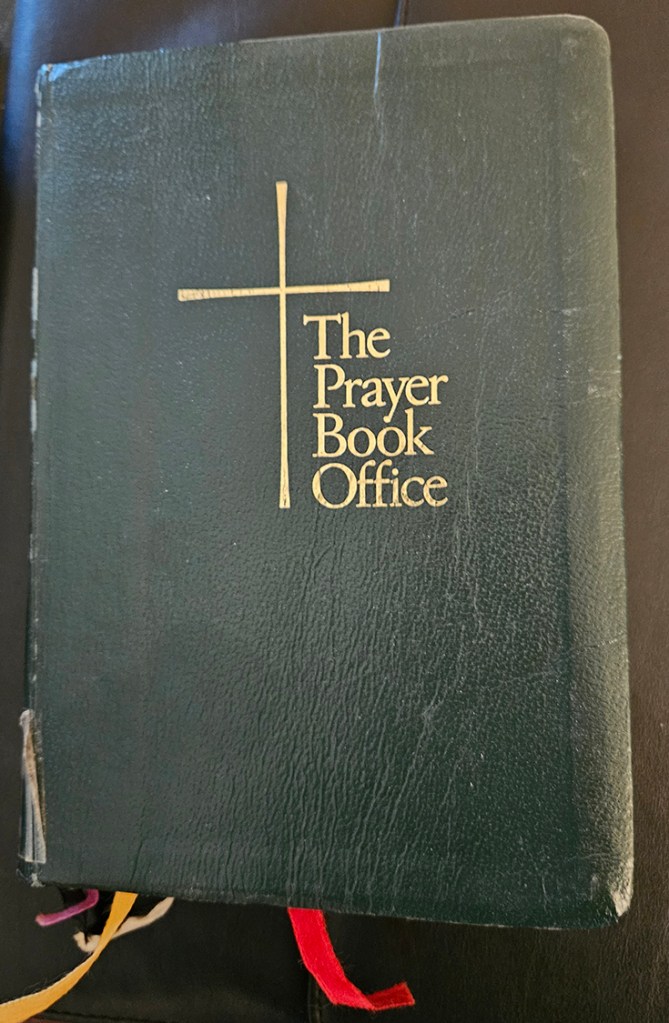 The
Prayer
Book
Office